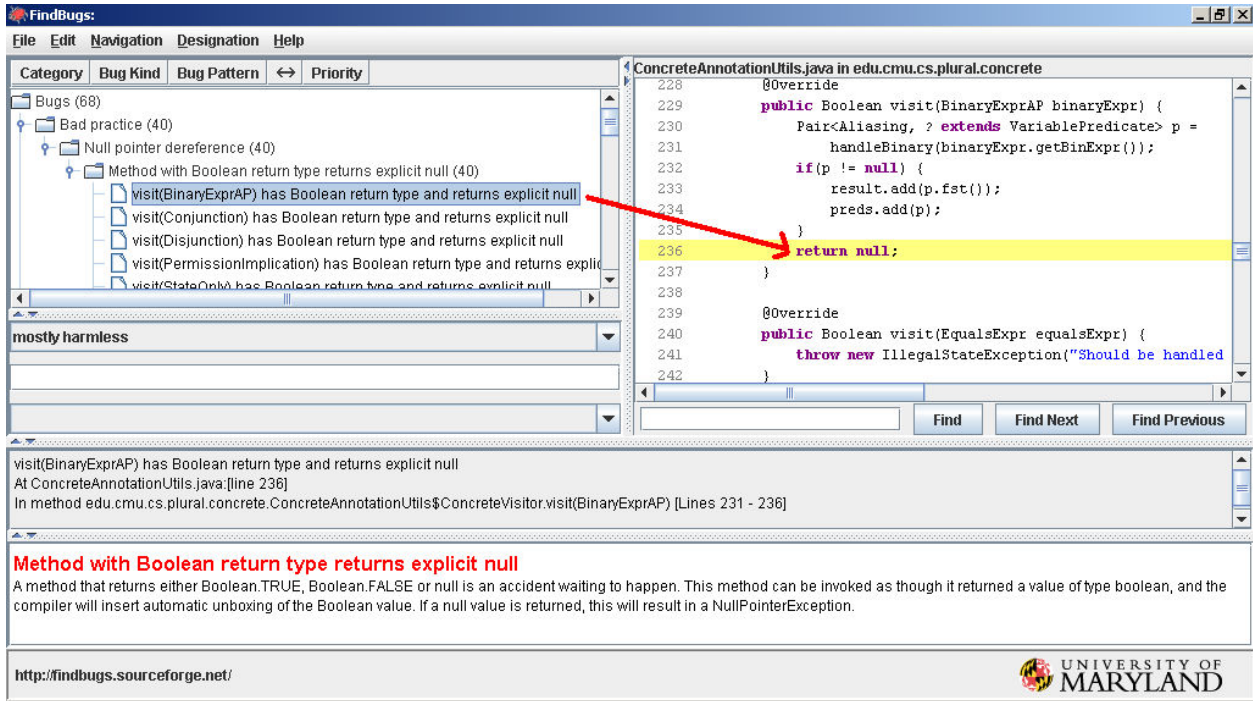 FindBugs:
File Edit Navigation Designation Help
Category Bug Kind Bug Pattern ↔ Priority
Bugs (68)
Bad practice (40)
Null pointer dereference (40)
Method with Boolean return type returns explicit null (40)
visit(BinaryExprAP) has Boolean return type and returns explicit null
visit(Conjunction) has Boolean return type and returns explicit null
visit(Disjunction) has Boolean return type and returns explicit null
visit(PermissionImplication) has Boolean return type and returns explic
visit(StateOnly) has Boolean return type and returns explicit null
mostly harmless
ConcreteAnnotationUtils.java in edu.cmu.cs.plural.concrete
228 @Override
229 public Boolean visit(BinaryExprAP binaryExpr) {
230 Pair<Aliasing, ? extends VariablePredicate> p =
231 handleBinary(binaryExpr.getBinExpr());
232 if(p != null) {
233 result.add(p.fst());
234 preds.add(p);
235 }
236 return null;
237 }
238
239 @Override
240 public Boolean visit(EqualsExpr equalsExpr) {
241 throw new IllegalStateException("Should be handled
242 }
Find Find Next Find Previous
visit(BinaryExprAP) has Boolean return type and returns explicit null
At ConcreteAnnotationUtils.java:[line 236]
In method edu.cmu.cs.plural.concrete.ConcreteAnnotationUtils$ConcreteVisitor.visit(BinaryExprAP) [Lines 231 - 236]
Method with Boolean return type returns explicit null
A method that returns either Boolean.TRUE, Boolean.FALSE or null is an accident waiting to happen. This method can be invoked as though it returned a value of type boolean, and the
compiler will insert automatic unboxing of the Boolean value. If a null value is returned, this will result in a NullPointerException.
http://findbugs.sourceforge.net/
UNIVERSITY OF
MARYLAND